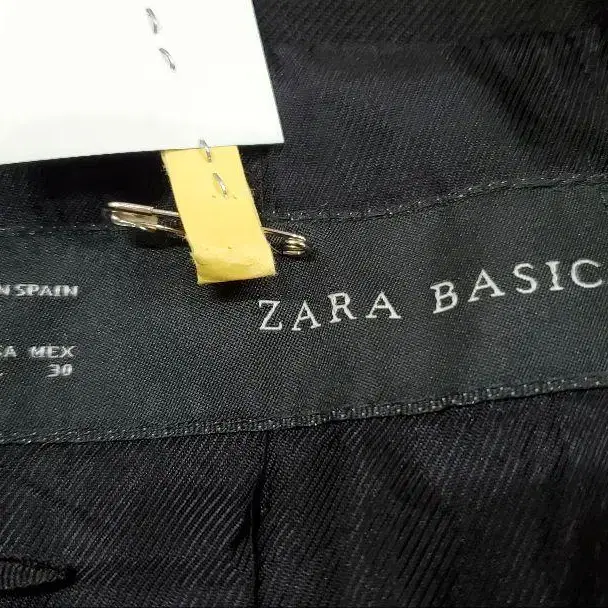 N SPAIN
ZARA BASIC
SA MEX
30